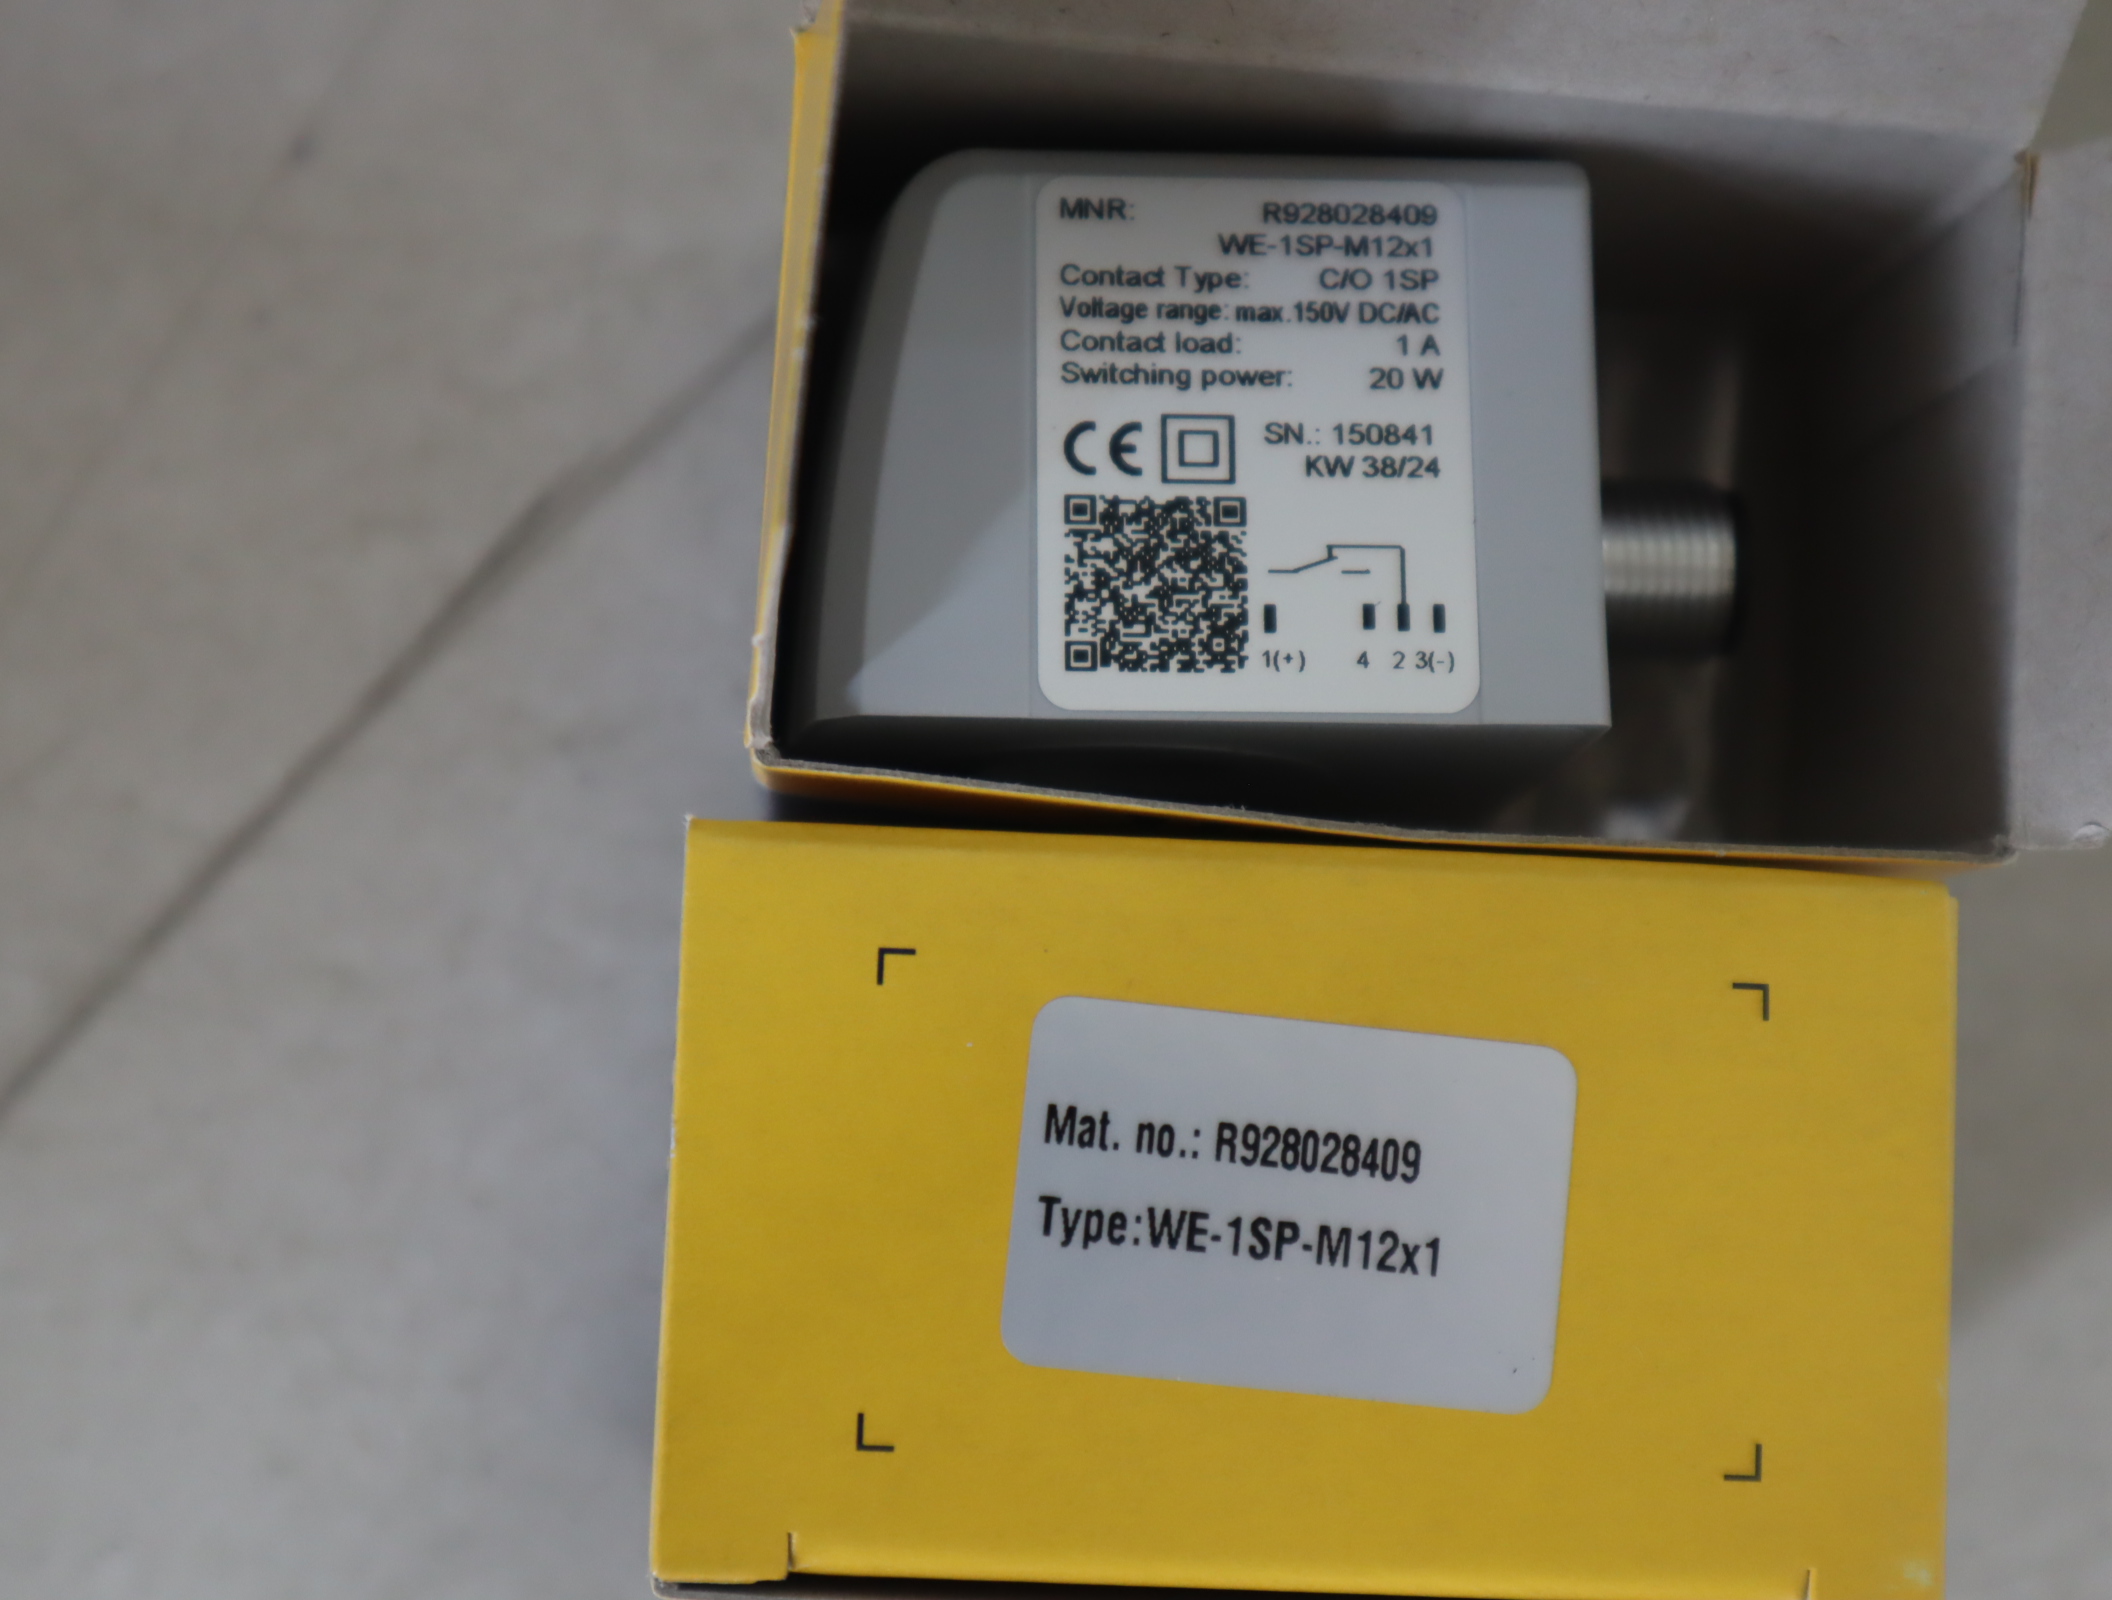 MNR: R928028409
WE-1SP-M12x1
Contact Type: C/O 1SP
Voltage range: max.150V DC/AC
Contact load: 1 A
Switching power: 20 W
CE SN.: 150841
KW 38/24
1(+) 4 2 3(-)
Mat. no.: R928028409
Type:WE-1SP-M12x1